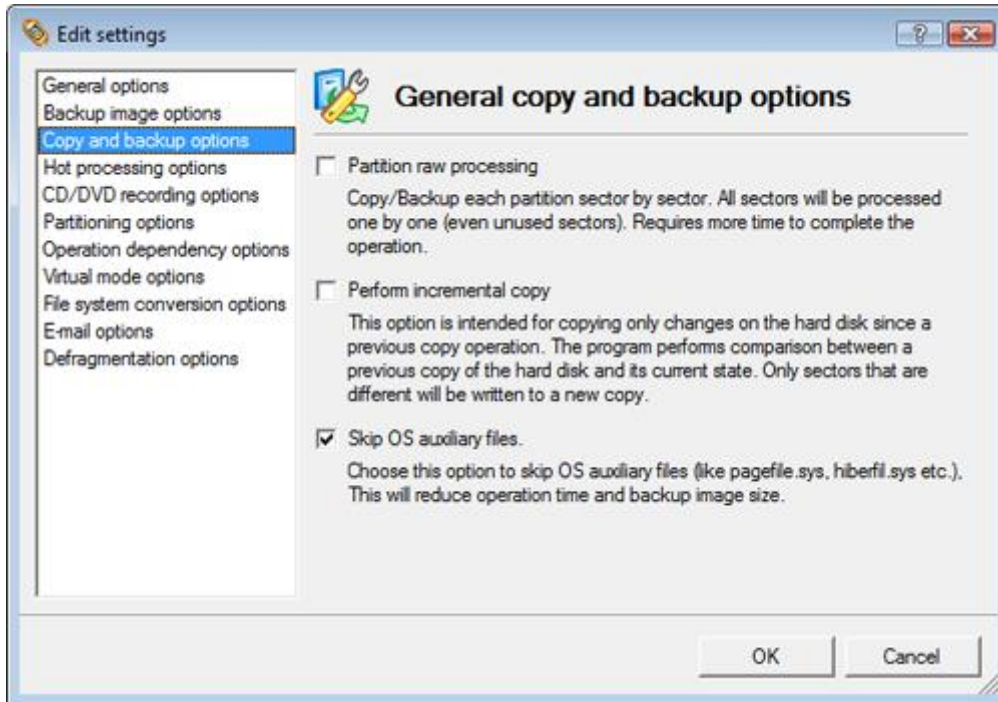 Edit settings
General options
Backup image options
Copy and backup options
Hot processing options
CD/DVD recording options
Partitioning options
Operation dependency options
Virtual mode options
File system conversion options
E-mail options
Defragmentation options
General copy and backup options
Partition raw processing
Copy/Backup each partition sector by sector. All sectors will be processed
one by one (even unused sectors). Requires more time to complete the
operation.
Perform incremental copy
This option is intended for copying only changes on the hard disk since a
previous copy operation. The program performs comparison between a
previous copy of the hard disk and its current state. Only sectors that are
different will be written to a new copy.
Skip OS auxiliary files.
Choose this option to skip OS auxiliary files (like pagefile.sys, hiberfil.sys etc.),
This will reduce operation time and backup image size.
OK
Cancel